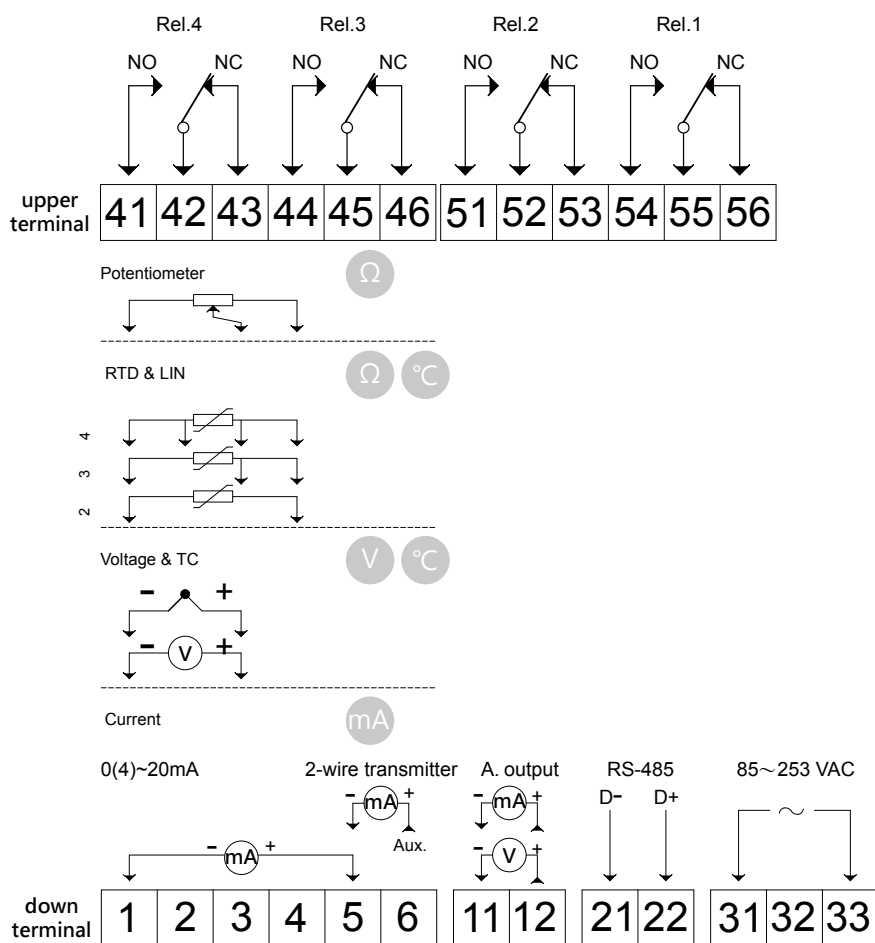 Rel.4 Rel.3 Rel.2 Rel.1
NO NC NO NC NO NC NO NC
upper terminal 41 42 43 44 45 46 51 52 53 54 55 56
Potentiometer Ω
RTD & LIN Ω °C
4
3
2
Voltage & TC V °C
- +
- V +
Current mA
0(4)~20mA 2-wire transmitter A. output RS-485 85~253 VAC
- mA + - mA + D- D+ ~
Aux.
- mA + - V +
down terminal 1 2 3 4 5 6 11 12 21 22 31 32 33